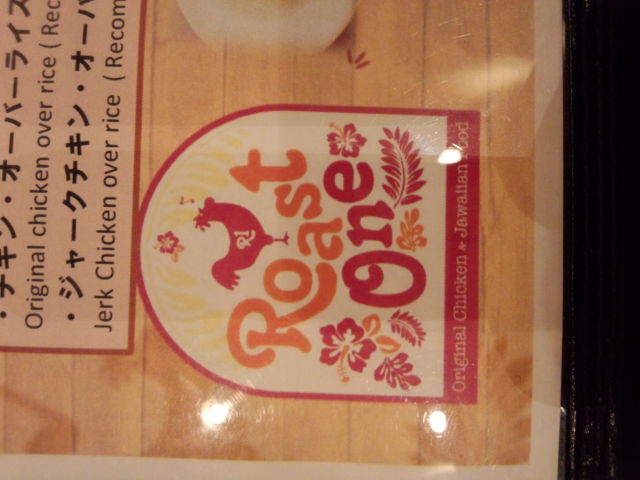 ・チキン・オーバーライス
Original chicken over rice ( Rec
・ジャークチキン・オーバ
Jerk Chicken over rice ( Recom
Roast
One
Original Chicken & Jawaiian Food